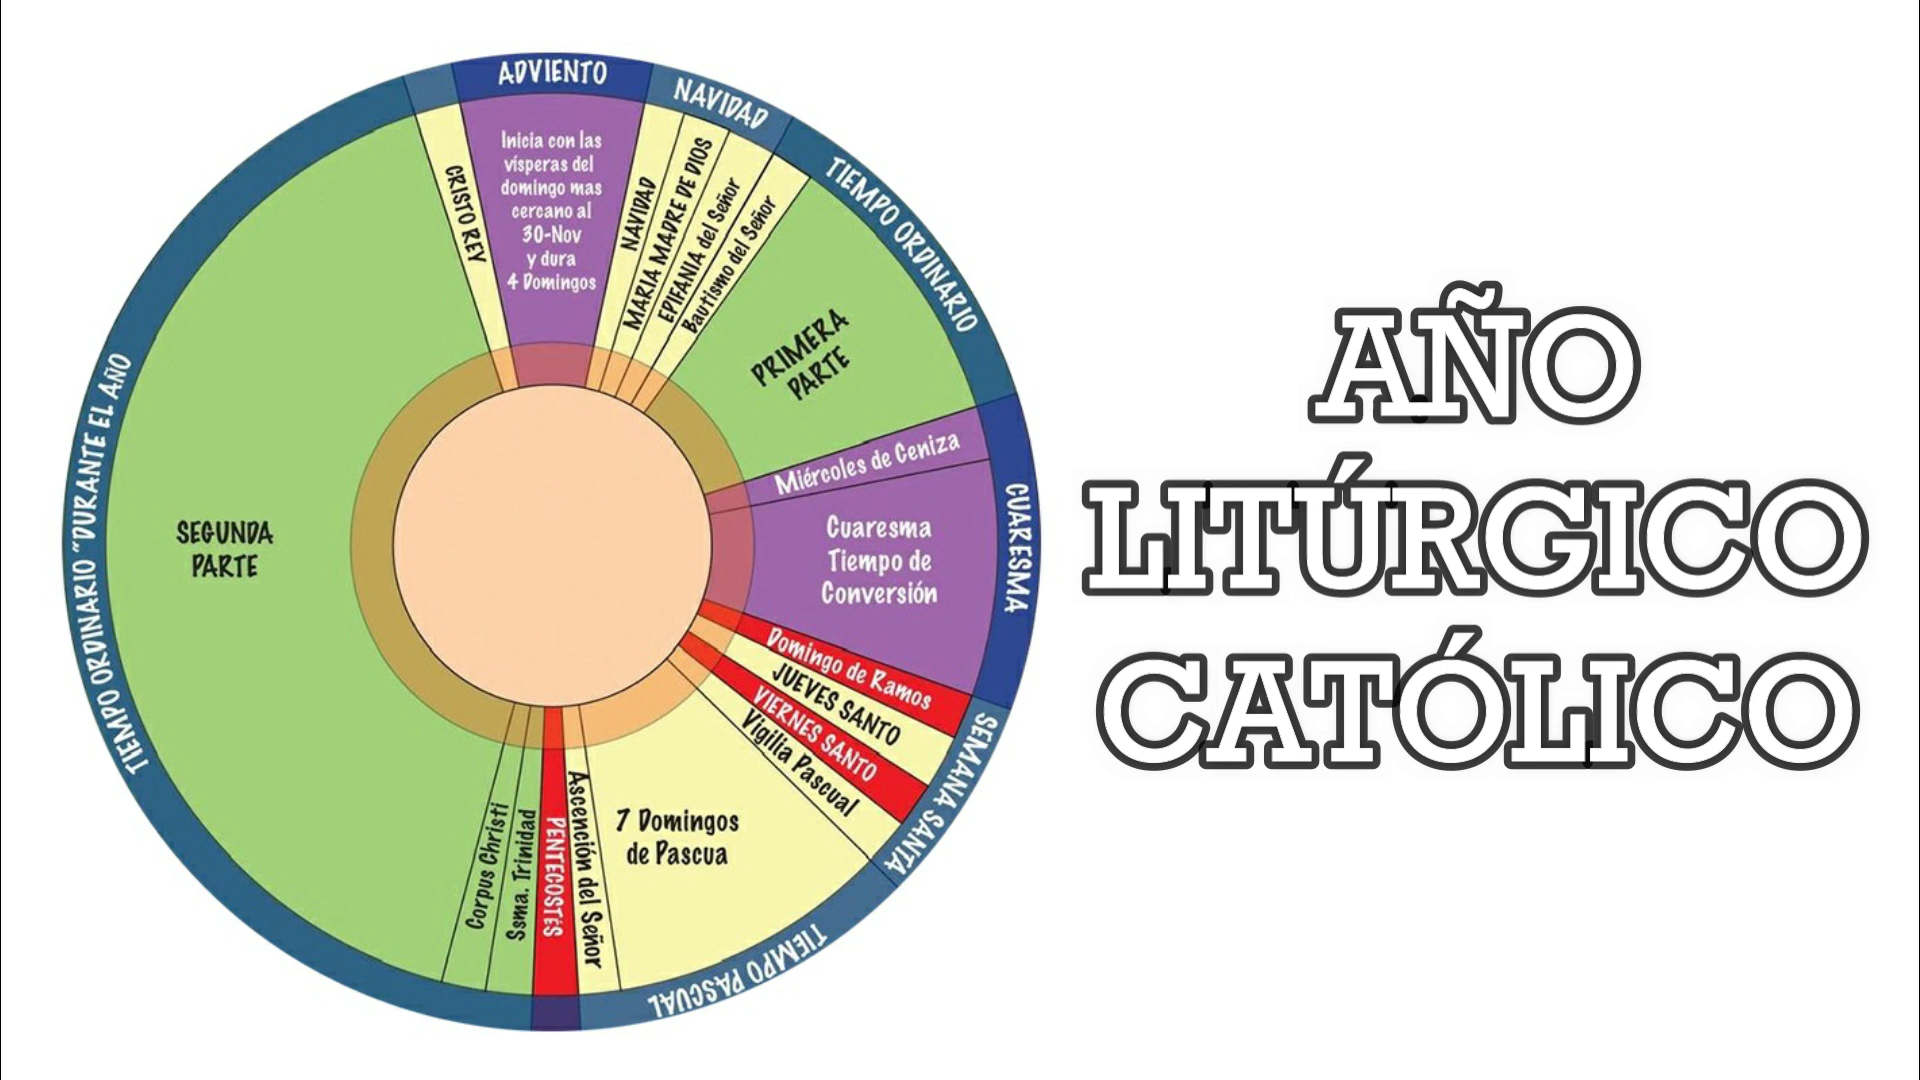 ADVIENTO
Inicia con las
vísperas del
domingo mas
cercano al
30-Nov
y dura
4 Domingos
NAVIDAD
NAVIDAD
MARIA MADRE DE DIOS
EPIFANIA del Señor
Bautismo del Señor
TIEMPO ORDINARIO
PRIMERA
PARTE
CUARESMA
Miércoles de Ceniza
Cuaresma
Tiempo de
Conversión
SEMANA SANTA
Domingo de Ramos
JUEVES SANTO
VIERNES SANTO
Vigilia Pascual
TIEMPO PASCUAL
7 Domingos
de Pascua
Ascención del Señor
PENTECOSTÉS
Ssma. Trinidad
Corpus Christi
TIEMPO ORDINARIO "DURANTE EL AÑO
SEGUNDA
PARTE
CRISTO REY
AÑO
LITÚRGICO
CATÓLICO